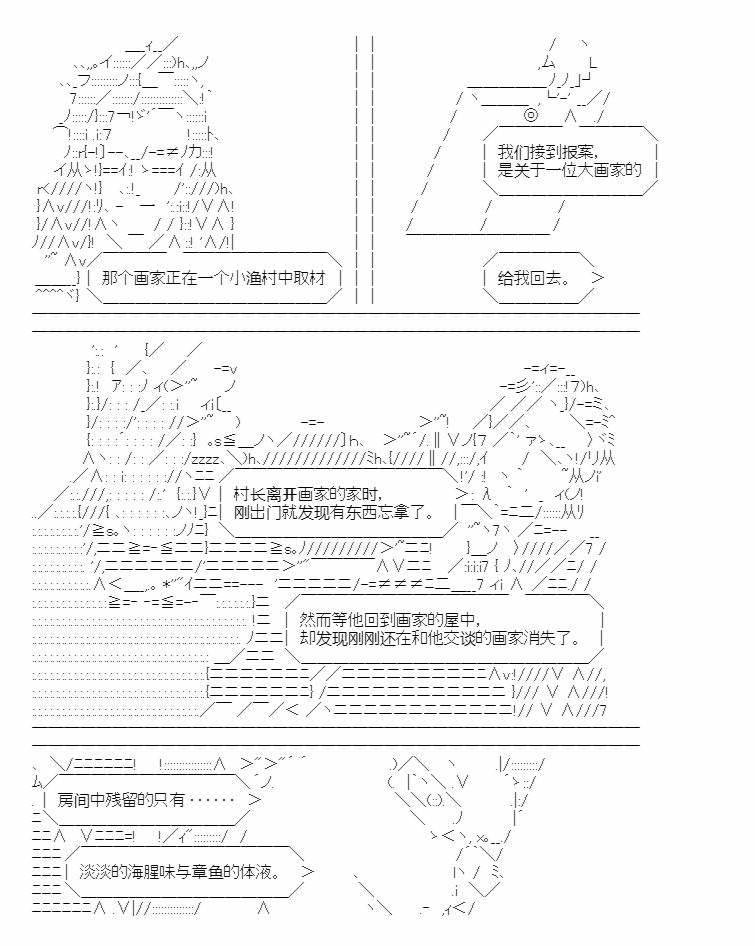 我们接到报案，
是关于一位大画家的
那个画家正在一个小渔村中取材
给我回去。
村长离开画家的家时，
刚出门就发现有东西忘拿了。
然而等他回到画家的屋中，
却发现刚刚还在和他交谈的画家消失了。
房间中残留的只有······
淡淡的海腥味与章鱼的体液。